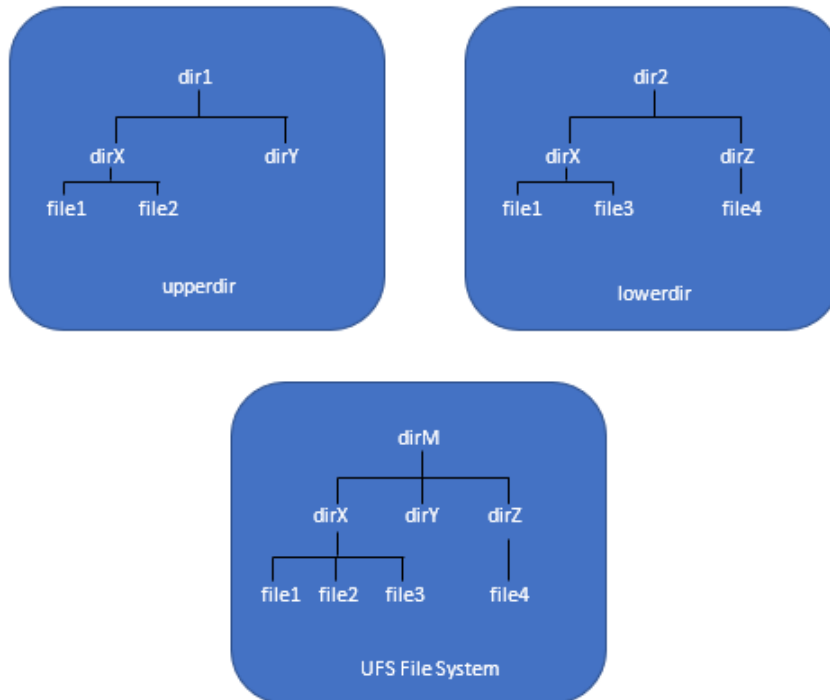 dir1
dirX dirY
file1 file2
upperdir
dir2
dirX dirZ
file1 file3 file4
lowerdir
dirM
dirX dirY dirZ
file1 file2 file3 file4
UFS File System